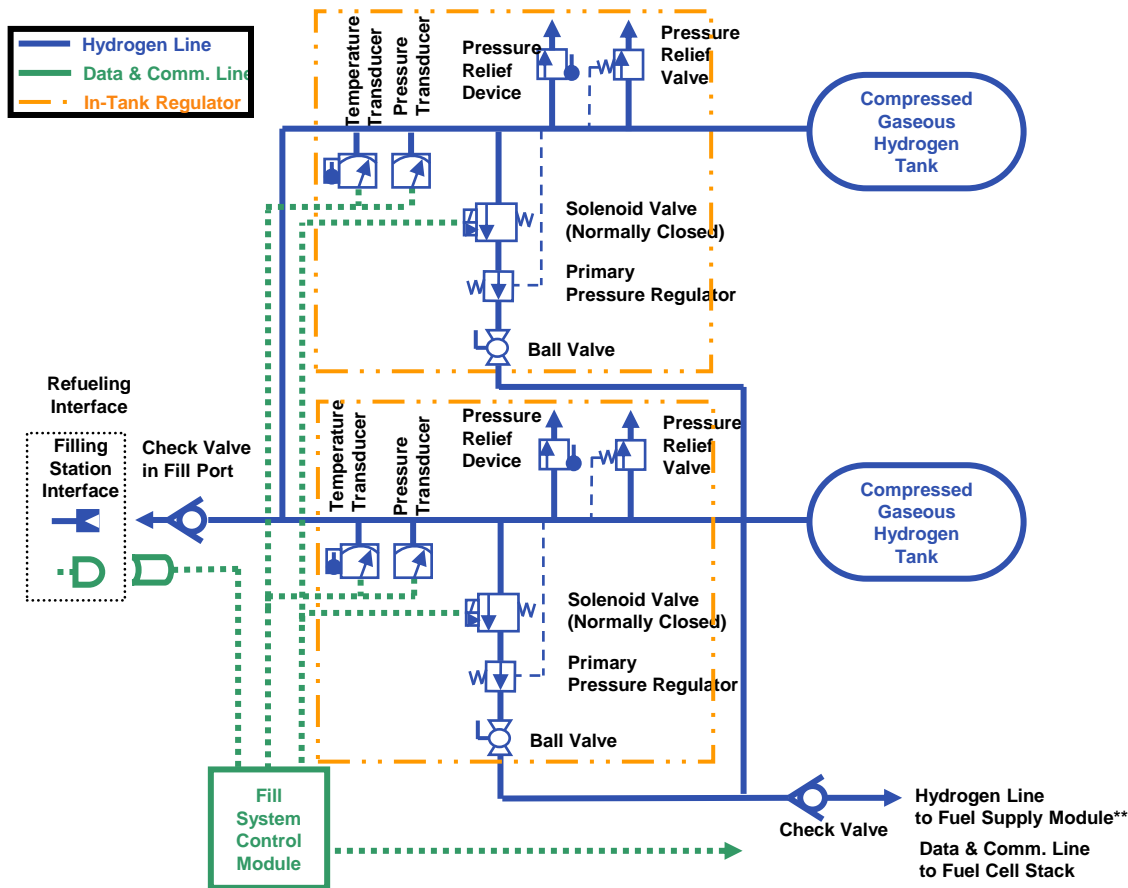 Hydrogen Line
Data & Comm. Line
In-Tank Regulator
Temperature
Transducer
Pressure
Transducer
Pressure
Relief
Device
Pressure
Relief
Valve
Compressed
Gaseous
Hydrogen
Tank
Solenoid Valve
(Normally Closed)
Primary
Pressure Regulator
Ball Valve
Refueling
Interface
Filling
Station
Interface
Check Valve
in Fill Port
Temperature
Transducer
Pressure
Transducer
Pressure
Relief
Device
Pressure
Relief
Valve
Compressed
Gaseous
Hydrogen
Tank
Solenoid Valve
(Normally Closed)
Primary
Pressure Regulator
Ball Valve
Fill
System
Control
Module
Check Valve
Hydrogen Line
to Fuel Supply Module**
Data & Comm. Line
to Fuel Cell Stack